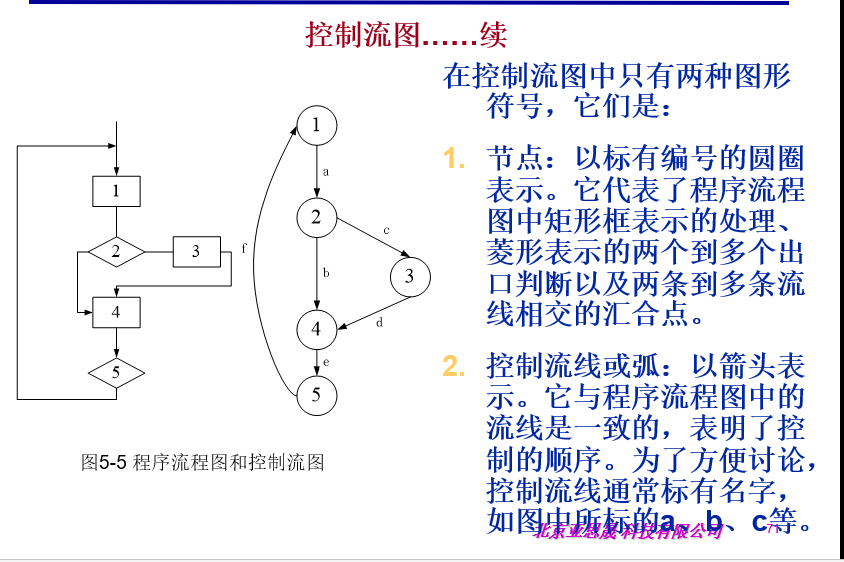 控制流图……续
在控制流图中只有两种图形
符号，它们是：
1. 节点：以标有编号的圆圈
表示。它代表了程序流程
图中矩形框表示的处理、
菱形表示的两个到多个出
口判断以及两条到多条流
线相交的汇合点。
2. 控制流线或弧：以箭头表
示。它与程序流程图中的
流线是一致的，表明了控
制的顺序。为了方便讨论，
控制流线通常标有名字，
如图中所标的a、b、c等。
1
2
3
4
5
1
a
2
c
f
b
3
4
d
e
5
图5-5 程序流程图和控制流图
北京亚思晟科技有限公司